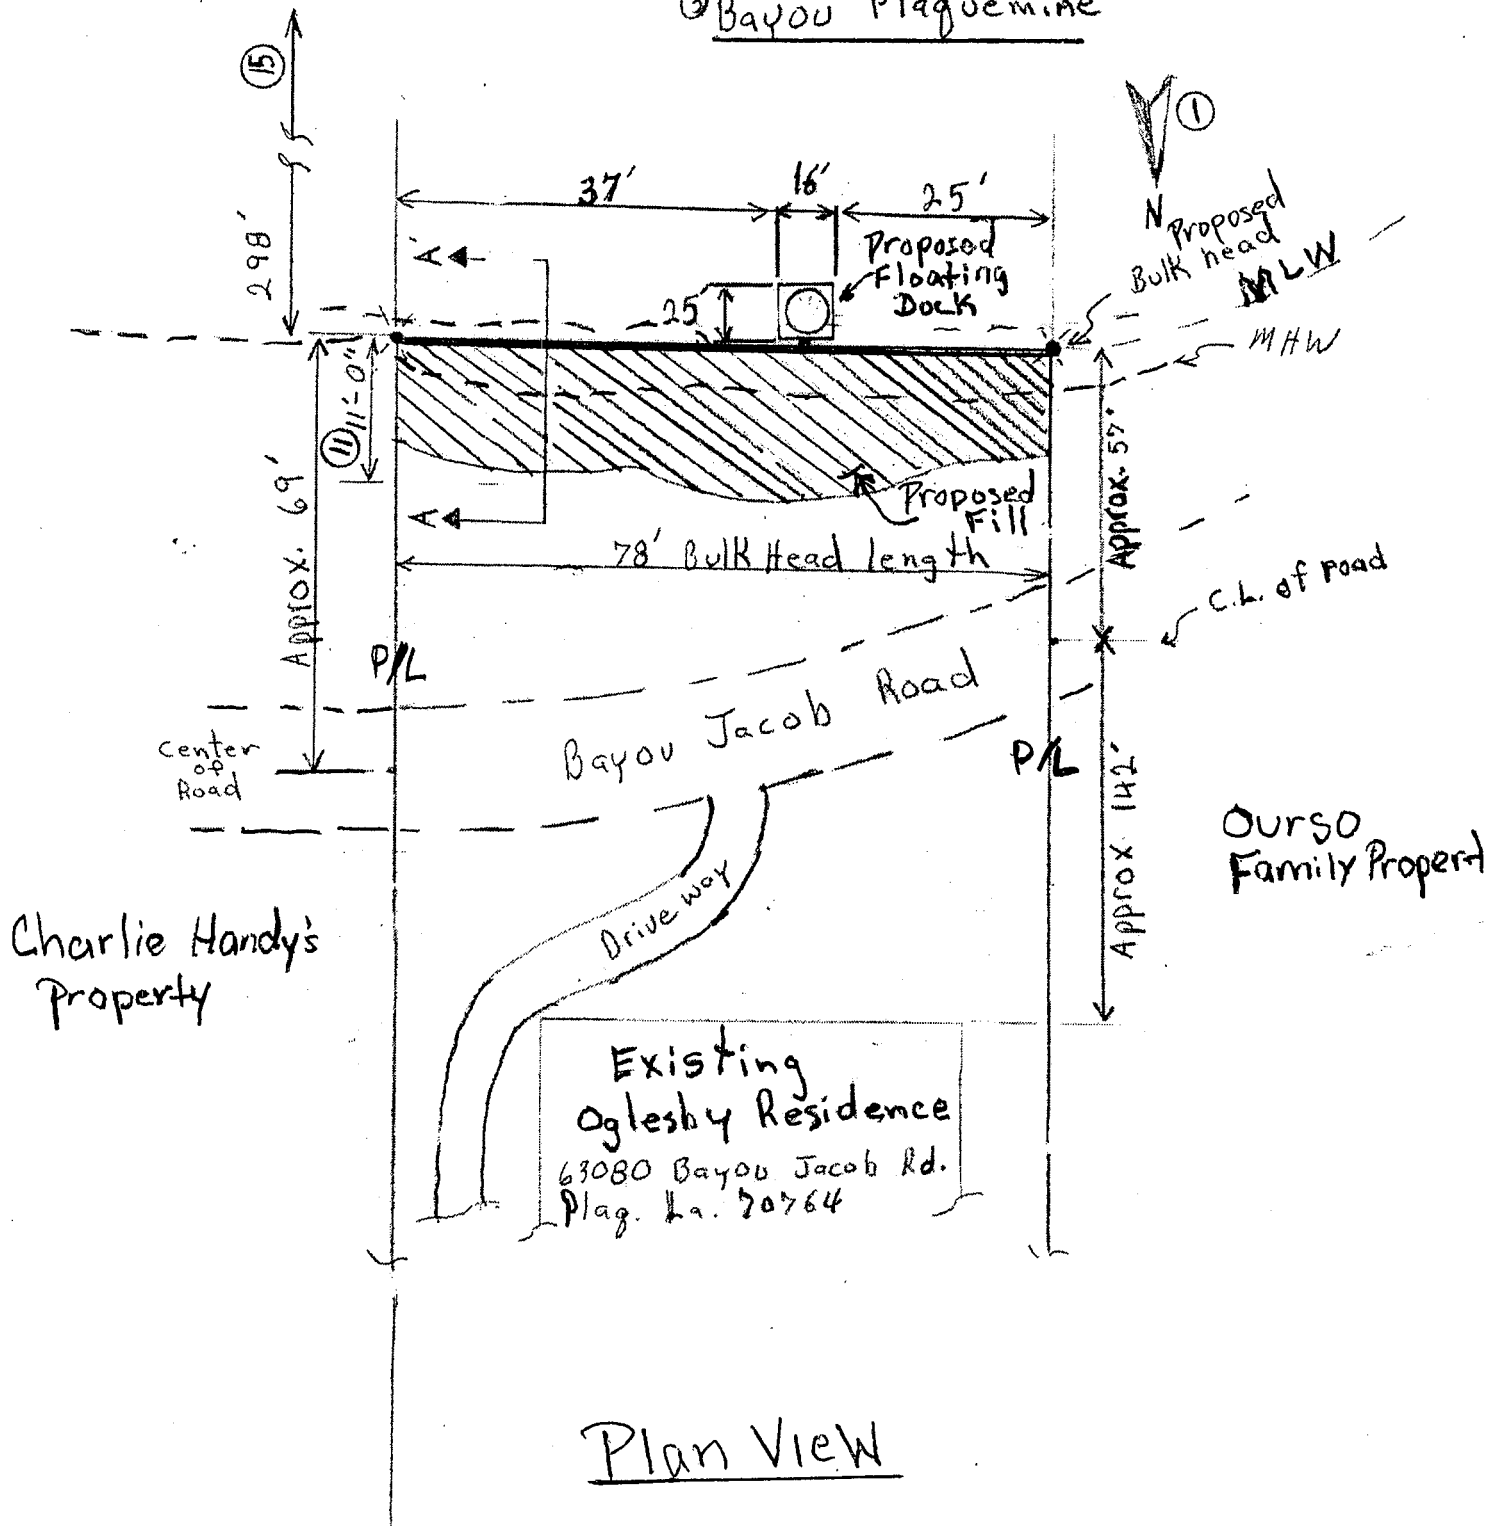 ② Bayou Plaquemine
15
1
298'
37'
16'
25'
N
Proposed
Bulk head
MLW
MHW
A
Proposed
Floating
Dock
25'
11'-0"
11
Approx. 69'
A
Proposed
Fill
78' Bulk Head length
Approx. 57'
C.L. of road
P/L
Bayou Jacob Road
Center
of
Road
P/L
Approx 142'
Driveway
Charlie Handy's
Property
Ourso
Family Propert
Existing
Oglesby Residence
63080 Bayou Jacob Rd.
Plaq. La. 70764
Plan View